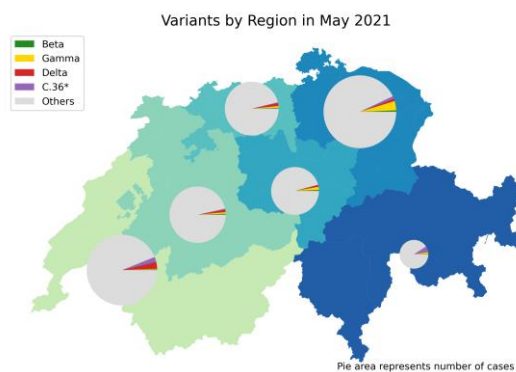 Variants by Region in May 2021
Beta
Gamma
Delta
C.36*
Others
Pie area represents number of cases